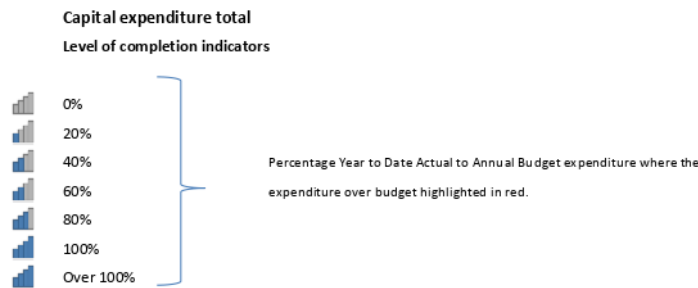 Capital expenditure total
Level of completion indicators
0%
20%
40%
60%
80%
100%
Over 100%
Percentage Year to Date Actual to Annual Budget expenditure where the
expenditure over budget highlighted in red.